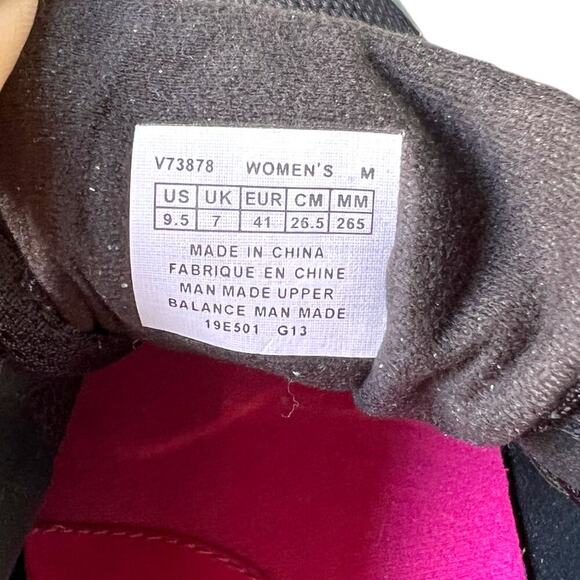 V73878 WOMEN'S M
US UK EUR CM MM
9.5 7 41 26.5 265
MADE IN CHINA
FABRIQUE EN CHINE
MAN MADE UPPER
BALANCE MAN MADE
19E501 G13